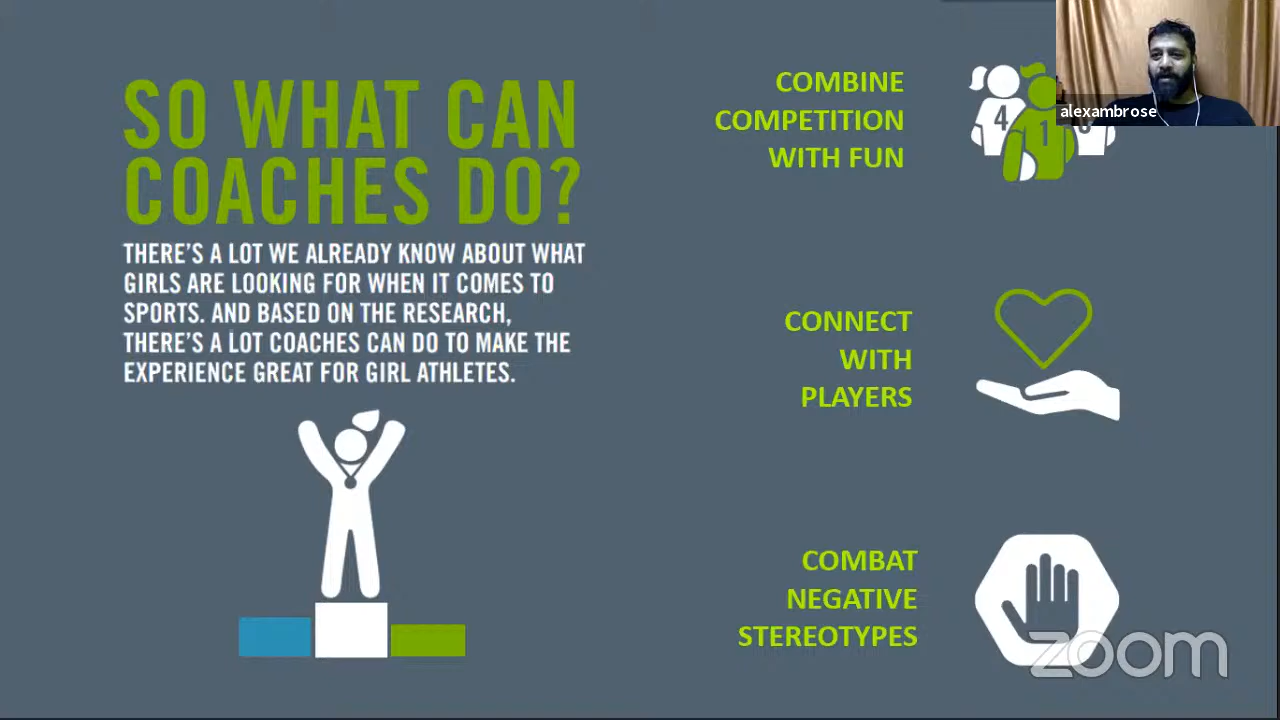 SO WHAT CAN
COACHES DO?
THERE'S A LOT WE ALREADY KNOW ABOUT WHAT
GIRLS ARE LOOKING FOR WHEN IT COMES TO
SPORTS. AND BASED ON THE RESEARCH,
THERE'S A LOT COACHES CAN DO TO MAKE THE
EXPERIENCE GREAT FOR GIRL ATHLETES.
COMBINE
COMPETITION
WITH FUN
4
1
alexambrose
CONNECT
WITH
PLAYERS
COMBAT
NEGATIVE
STEREOTYPES
zoom